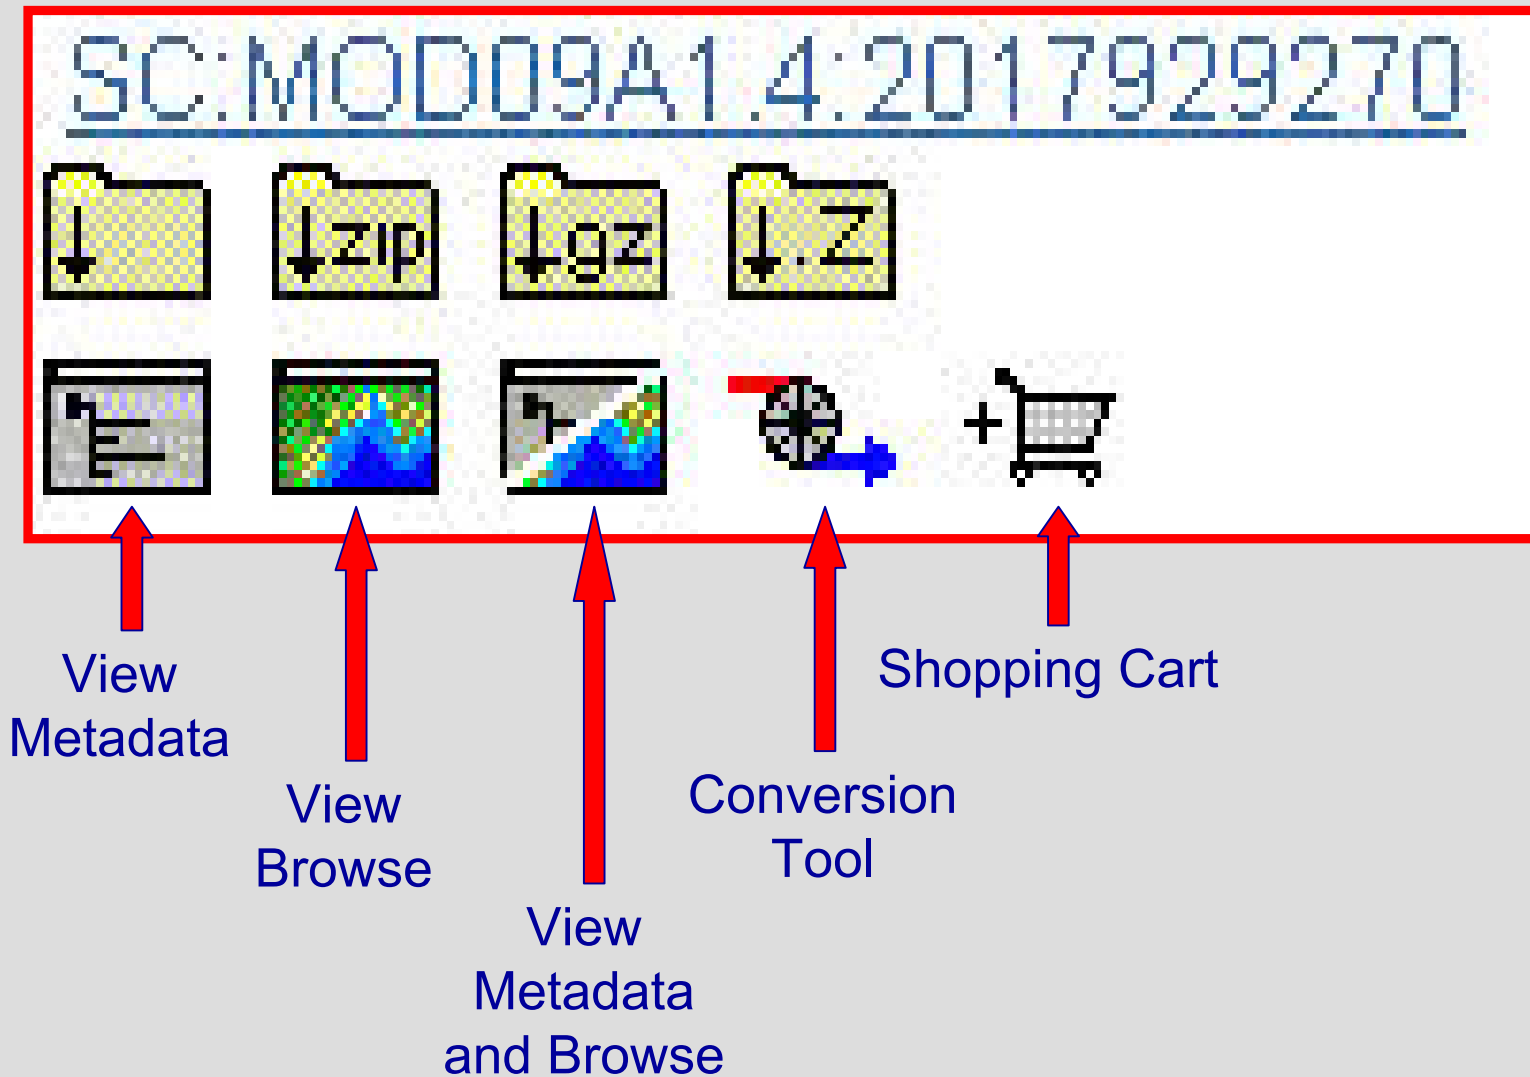 SC:MOD09A1.4:2017929270
zip
gz
.Z
+
View
Metadata
View
Browse
View
Metadata
and Browse
Conversion
Tool
Shopping Cart